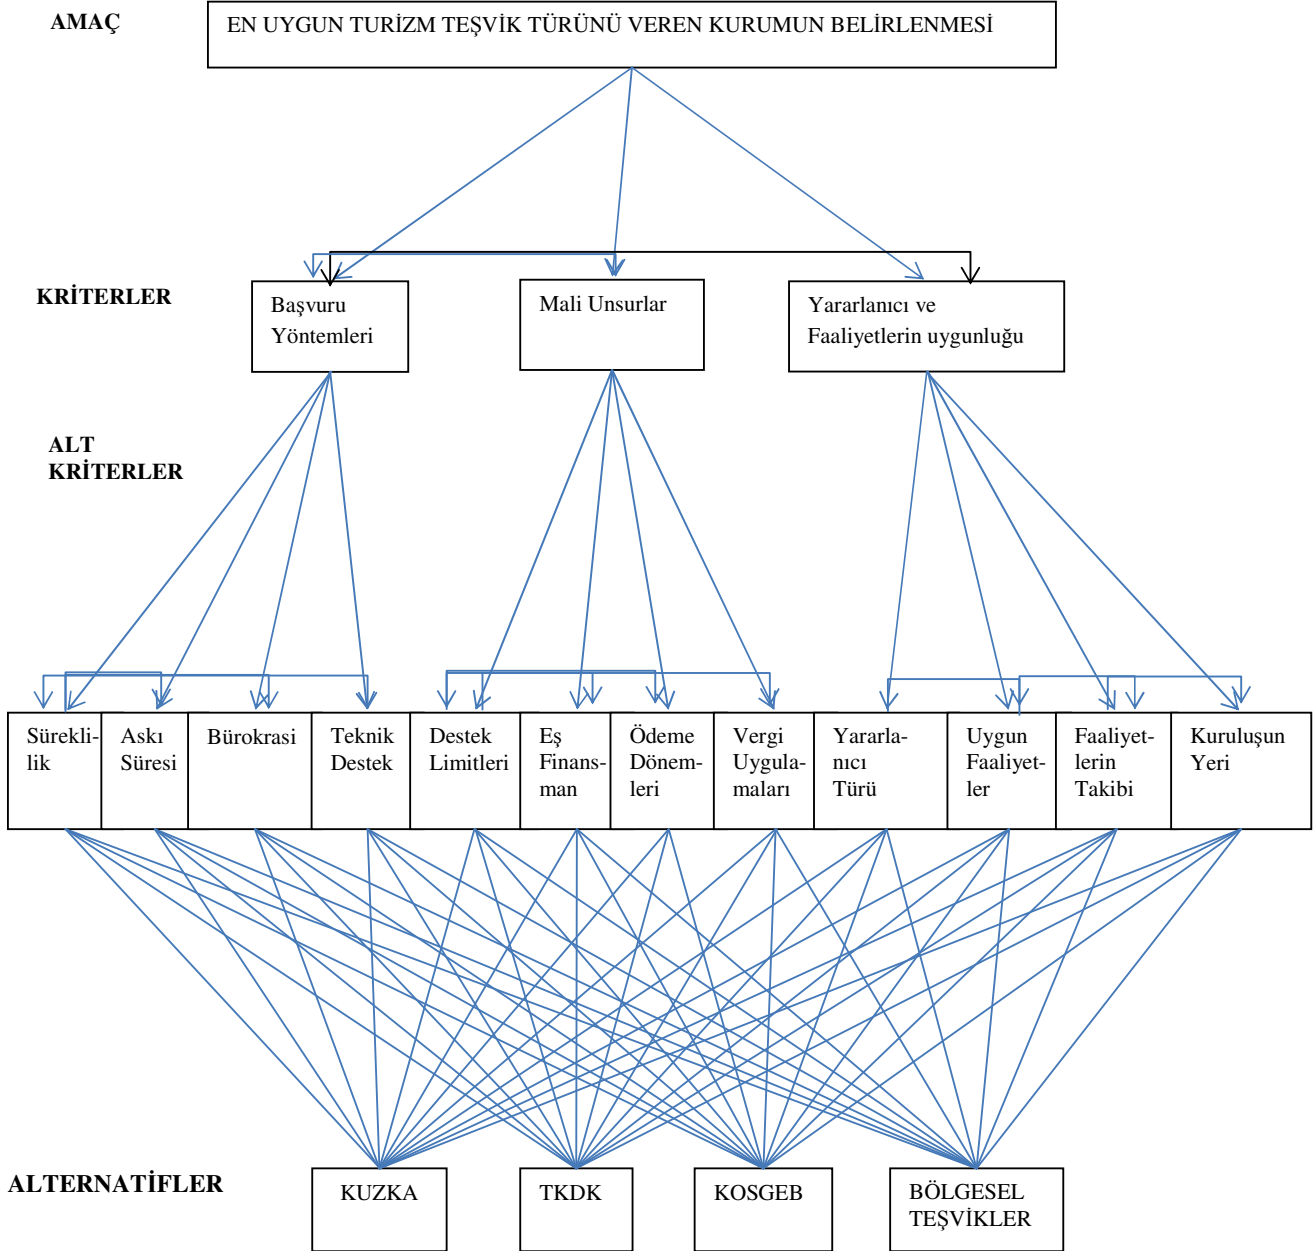 AMAÇ
EN UYGUN TURİZM TEŞVİK TÜRÜNÜ VEREN KURUMUN BELİRLENMESİ
KRİTERLER
Başvuru
Yöntemleri
Mali Unsurlar
Yararlanıcı ve
Faaliyetlerin uygunluğu
ALT
KRİTERLER
Sürekli-
lik
Askı
Süresi
Bürokrasi
Teknik
Destek
Destek
Limitleri
Eş
Finans-
man
Ödeme
Dönem-
leri
Vergi
Uygula-
maları
Yararla-
nıcı
Türü
Uygun
Faaliyet-
ler
Faaliyet-
lerin
Takibi
Kuruluşun
Yeri
ALTERNATİFLER
KUZKA
TKDK
KOSGEB
BÖLGESEL
TEŞVİKLER